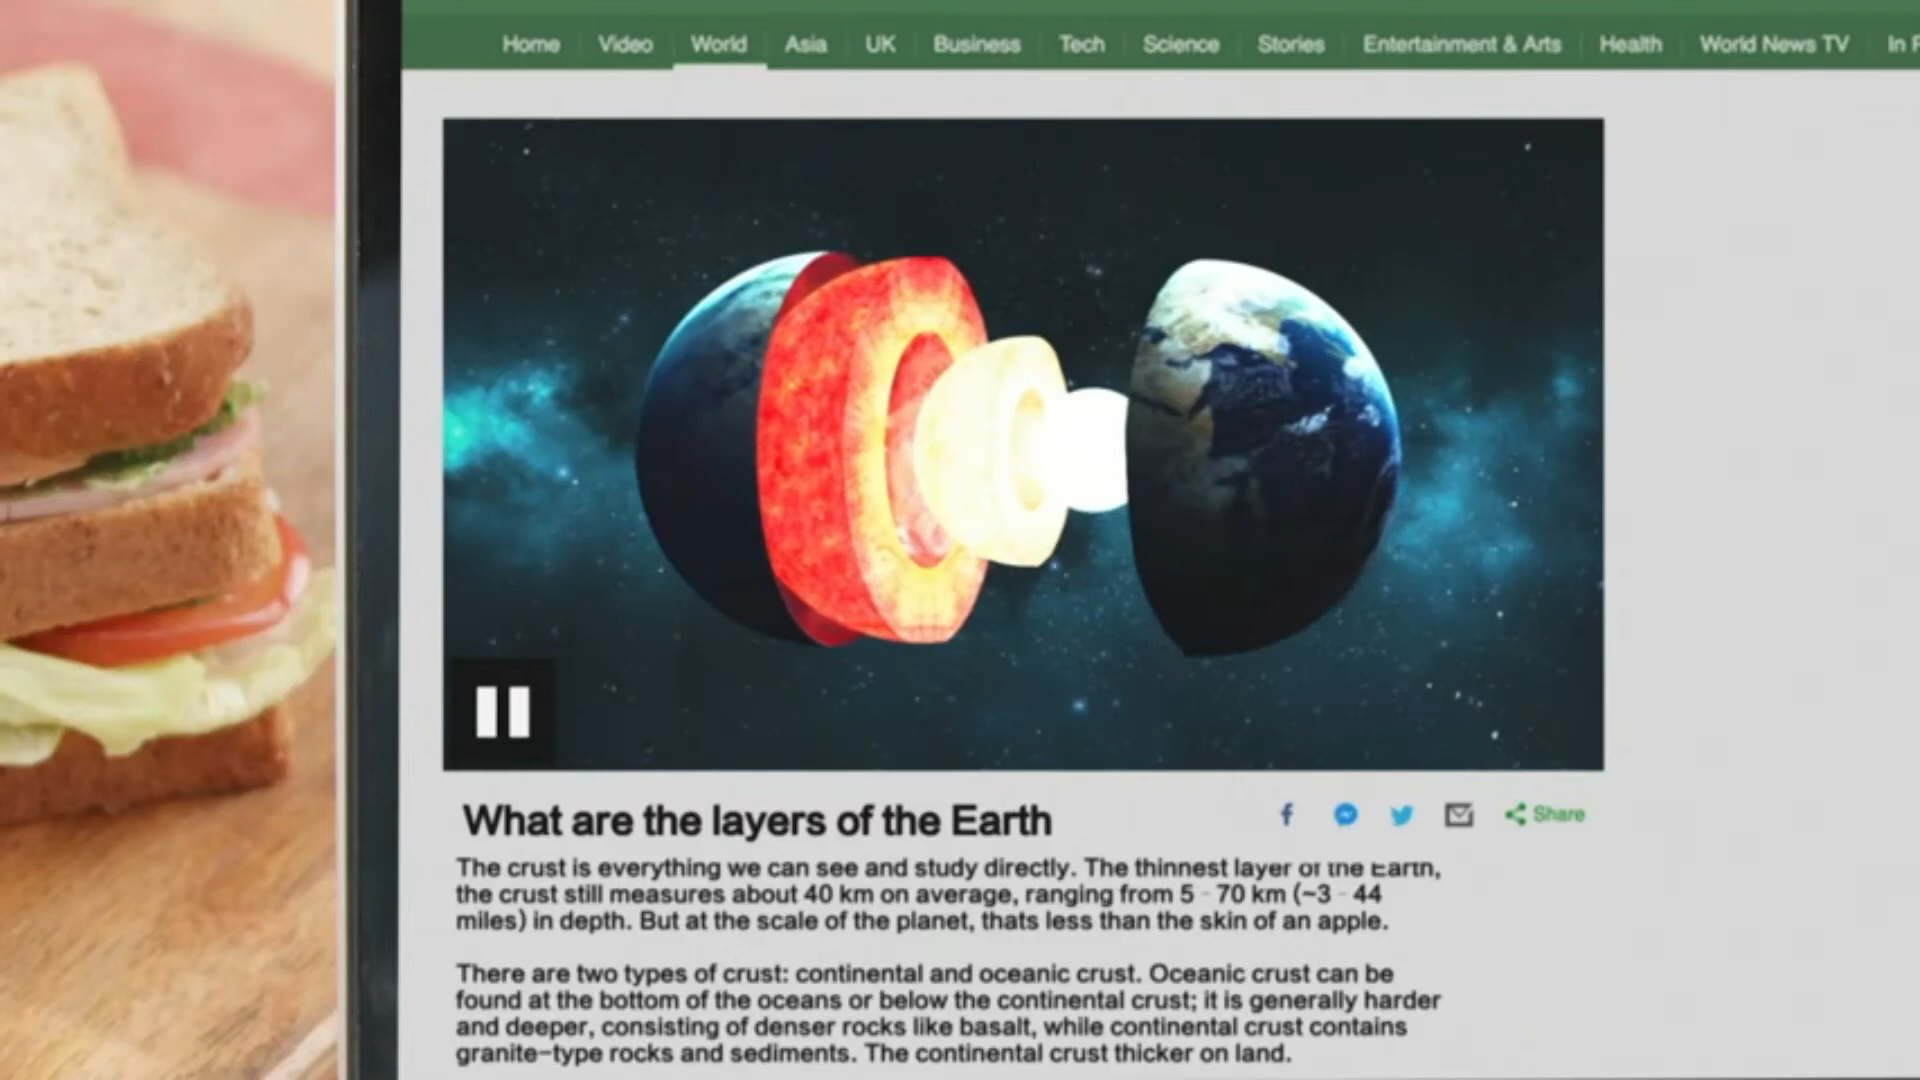 Home Video World Asia UK Business Tech Science Stories Entertainment & Arts Health World News TV In
What are the layers of the Earth
Share
The crust is everything we can see and study directly. The thinnest layer of the Earth,
the crust still measures about 40 km on average, ranging from 5 - 70 km (~3 - 44
miles) in depth. But at the scale of the planet, thats less than the skin of an apple.
There are two types of crust: continental and oceanic crust. Oceanic crust can be
found at the bottom of the oceans or below the continental crust; it is generally harder
and deeper, consisting of denser rocks like basalt, while continental crust contains
granite-type rocks and sediments. The continental crust thicker on land.